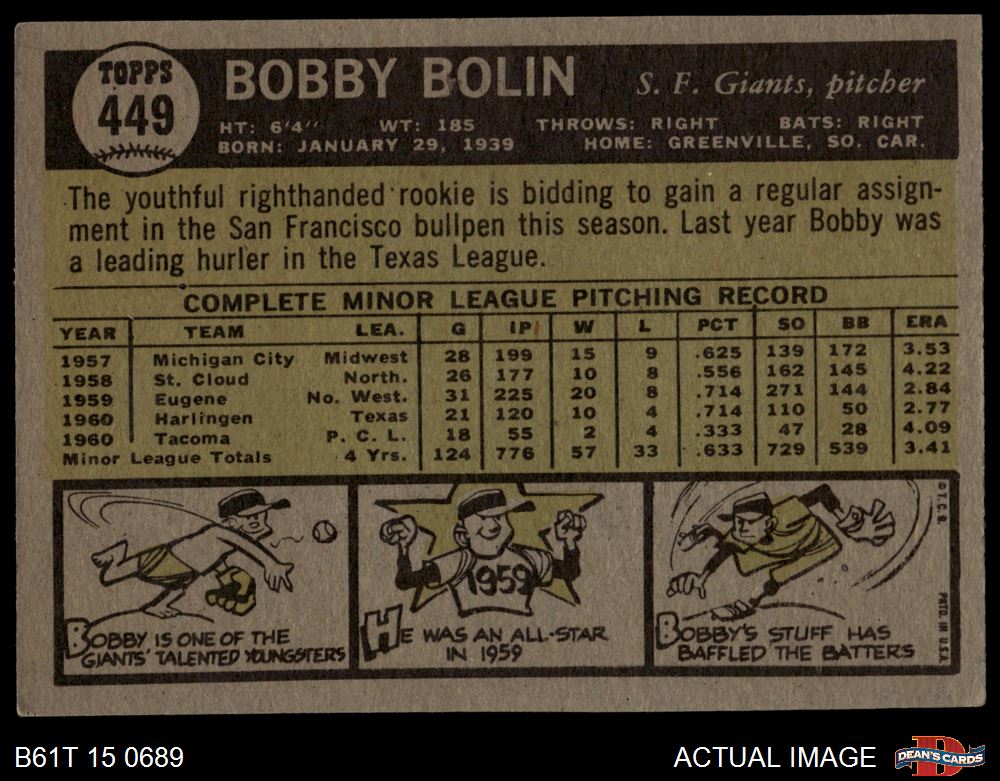 TOPPS
449
BOBBY BOLIN
S. F. Giants, pitcher
HT: 6'4" WT: 185 THROWS: RIGHT BATS: RIGHT
BORN: JANUARY 29, 1939 HOME: GREENVILLE, SO. CAR.
The youthful righthanded rookie is bidding to gain a regular assign-
ment in the San Francisco bullpen this season. Last year Bobby was
a leading hurler in the Texas League.
COMPLETE MINOR LEAGUE PITCHING RECORD
YEAR TEAM LEA. G IP W L PCT SO BB ERA
1957 Michigan City Midwest 28 199 15 9 .625 139 172 3.53
1958 St. Cloud North. 26 177 10 8 .556 162 145 4.22
1959 Eugene No. West. 31 225 20 8 .714 271 144 2.84
1960 Harlingen Texas 21 120 10 4 .714 110 50 2.77
1960 Tacoma P. C. L. 18 55 2 4 .333 47 28 4.09
Minor League Totals 4 Yrs. 124 776 57 33 .633 729 539 3.41
BOBBY IS ONE OF THE
GIANTS' TALENTED YOUNGSTERS
1959
HE WAS AN ALL-STAR
IN 1959
BOBBY'S STUFF HAS
BAFFLED THE BATTERS
© T.C.G.
PRTD. IN U.S.A.
B61T 15 0689
ACTUAL IMAGE
D
DEAN'S CARDS